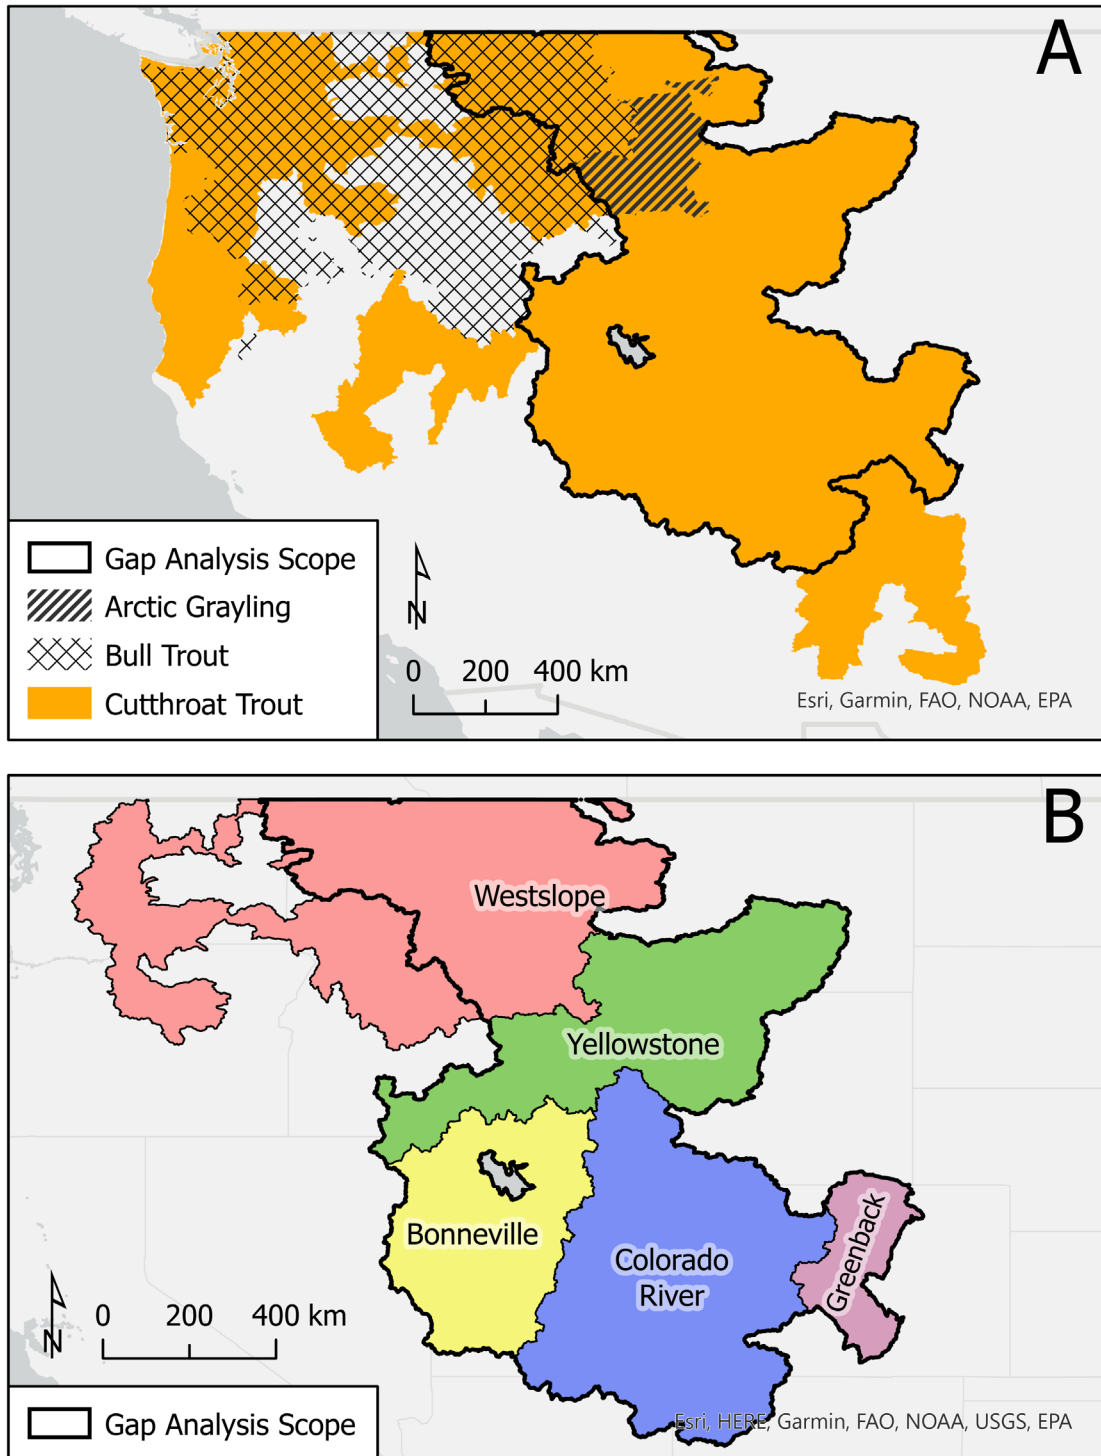 A
Gap Analysis Scope
Arctic Grayling
Bull Trout
Cutthroat Trout
N
0 200 400 km
Esri, Garmin, FAO, NOAA, EPA
B
Westslope
Yellowstone
Bonneville
Colorado
River
Greenback
N
0 200 400 km
Gap Analysis Scope
Esri, HERE, Garmin, FAO, NOAA, USGS, EPA